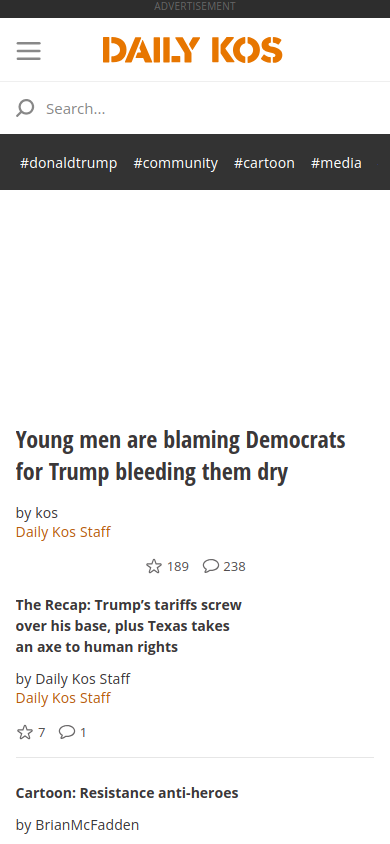 ADVERTISEMENT
DAILY KOS
Search...
#donaldtrump #community #cartoon #media
Young men are blaming Democrats
for Trump bleeding them dry
by kos
Daily Kos Staff
189 238
The Recap: Trump’s tariffs screw
over his base, plus Texas takes
an axe to human rights
by Daily Kos Staff
Daily Kos Staff
7 1
Cartoon: Resistance anti-heroes
by BrianMcFadden